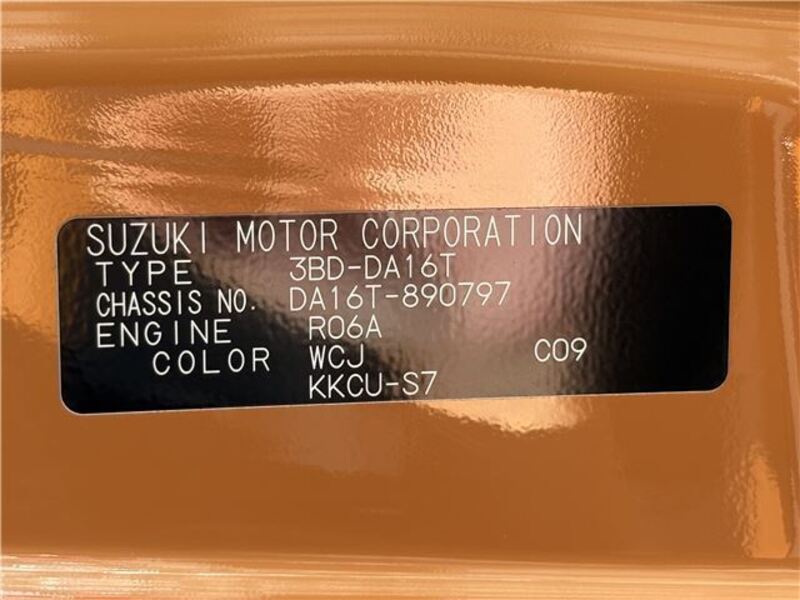 SUZUKI MOTOR CORPORATION
TYPE 3BD-DA16T
CHASSIS NO. DA16T-890797
ENGINE R06A
COLOR WCJ C09
KKCU-S7